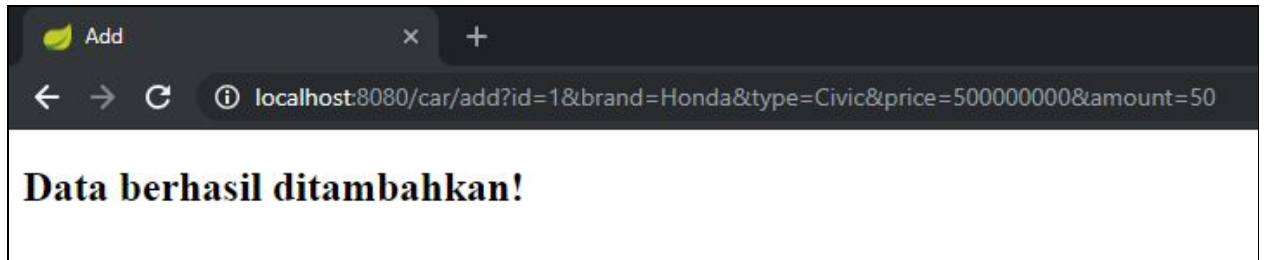 Add
localhost:8080/car/add?id=1&brand=Honda&type=Civic&price=500000000&amount=50
Data berhasil ditambahkan!